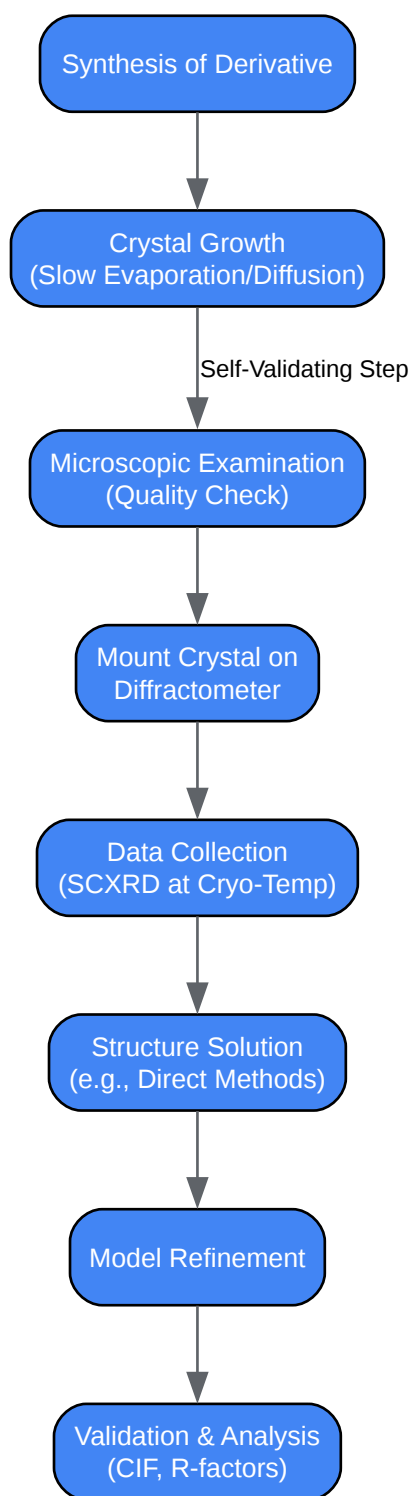 Synthesis of Derivative
Crystal Growth
(Slow Evaporation/Diffusion)
Self-Validating Step
Microscopic Examination
(Quality Check)
Mount Crystal on
Diffractometer
Data Collection
(SCXRD at Cryo-Temp)
Structure Solution
(e.g., Direct Methods)
Model Refinement
Validation & Analysis
(CIF, R-factors)